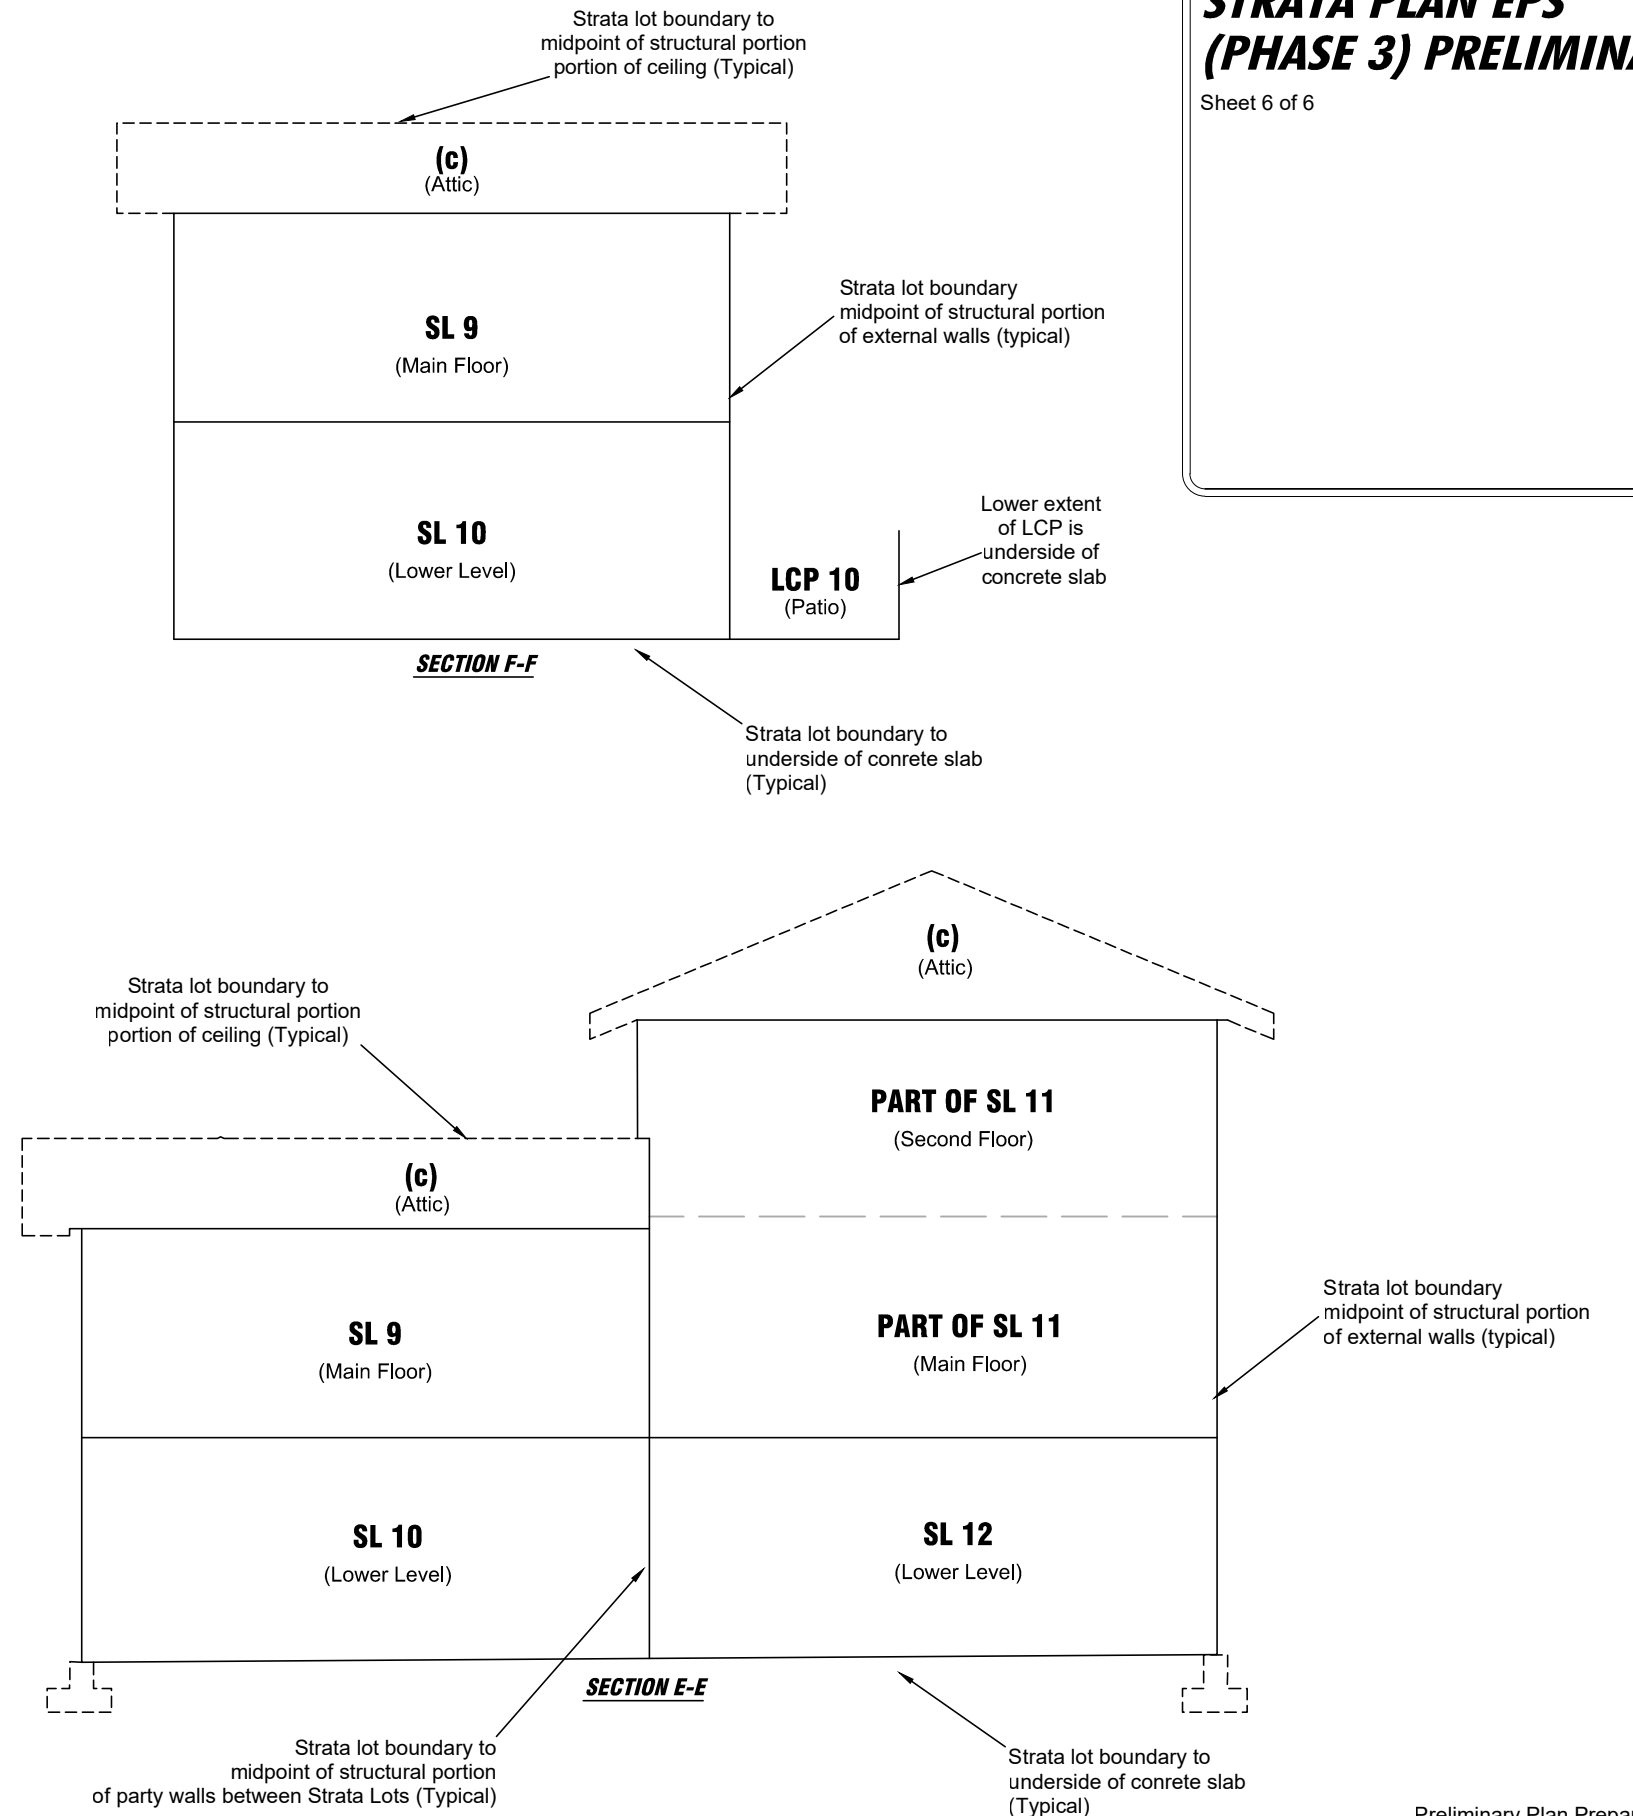 STRATA PLAN EPS
(PHASE 3)
Sheet 6 of 6
Strata lot boundary to
midpoint of structural portion
portion of ceiling (Typical)
(c)
(Attic)
SL 9
(Main Floor)
Strata lot boundary
midpoint of structural portion
of external walls (typical)
SL 10
(Lower Level)
LCP 10
(Patio)
Lower extent
of LCP is
underside of
concrete slab
SECTION F-F
Strata lot boundary to
underside of conrete slab
(Typical)
(c)
(Attic)
Strata lot boundary to
midpoint of structural portion
portion of ceiling (Typical)
PART OF SL 11
(Second Floor)
(c)
(Attic)
SL 9
(Main Floor)
PART OF SL 11
(Main Floor)
Strata lot boundary
midpoint of structural portion
of external walls (typical)
SL 10
(Lower Level)
SL 12
(Lower Level)
SECTION E-E
Strata lot boundary to
midpoint of structural portion
of party walls between Strata Lots (Typical)
Strata lot boundary to
underside of conrete slab
(Typical)
Preliminary Plan